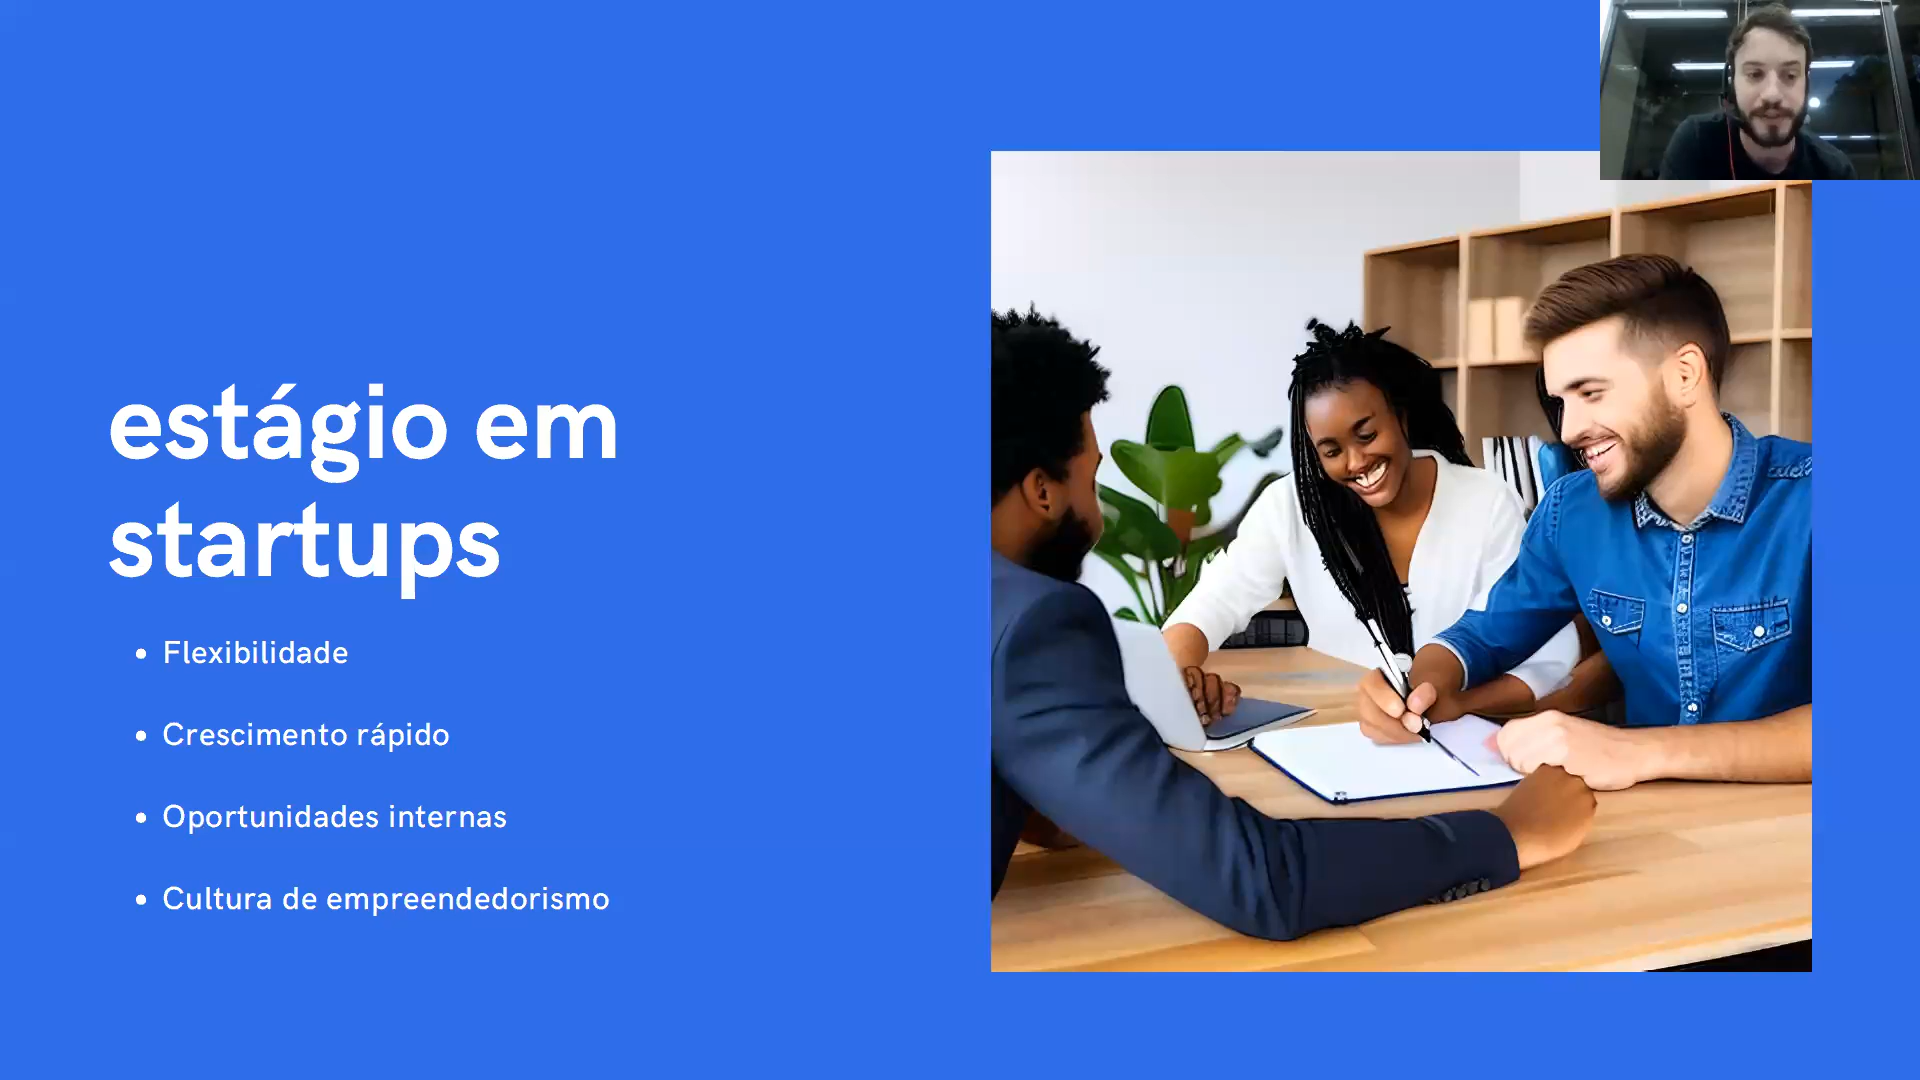 estágio em
startups
• Flexibilidade
• Crescimento rápido
• Oportunidades internas
• Cultura de empreendedorismo